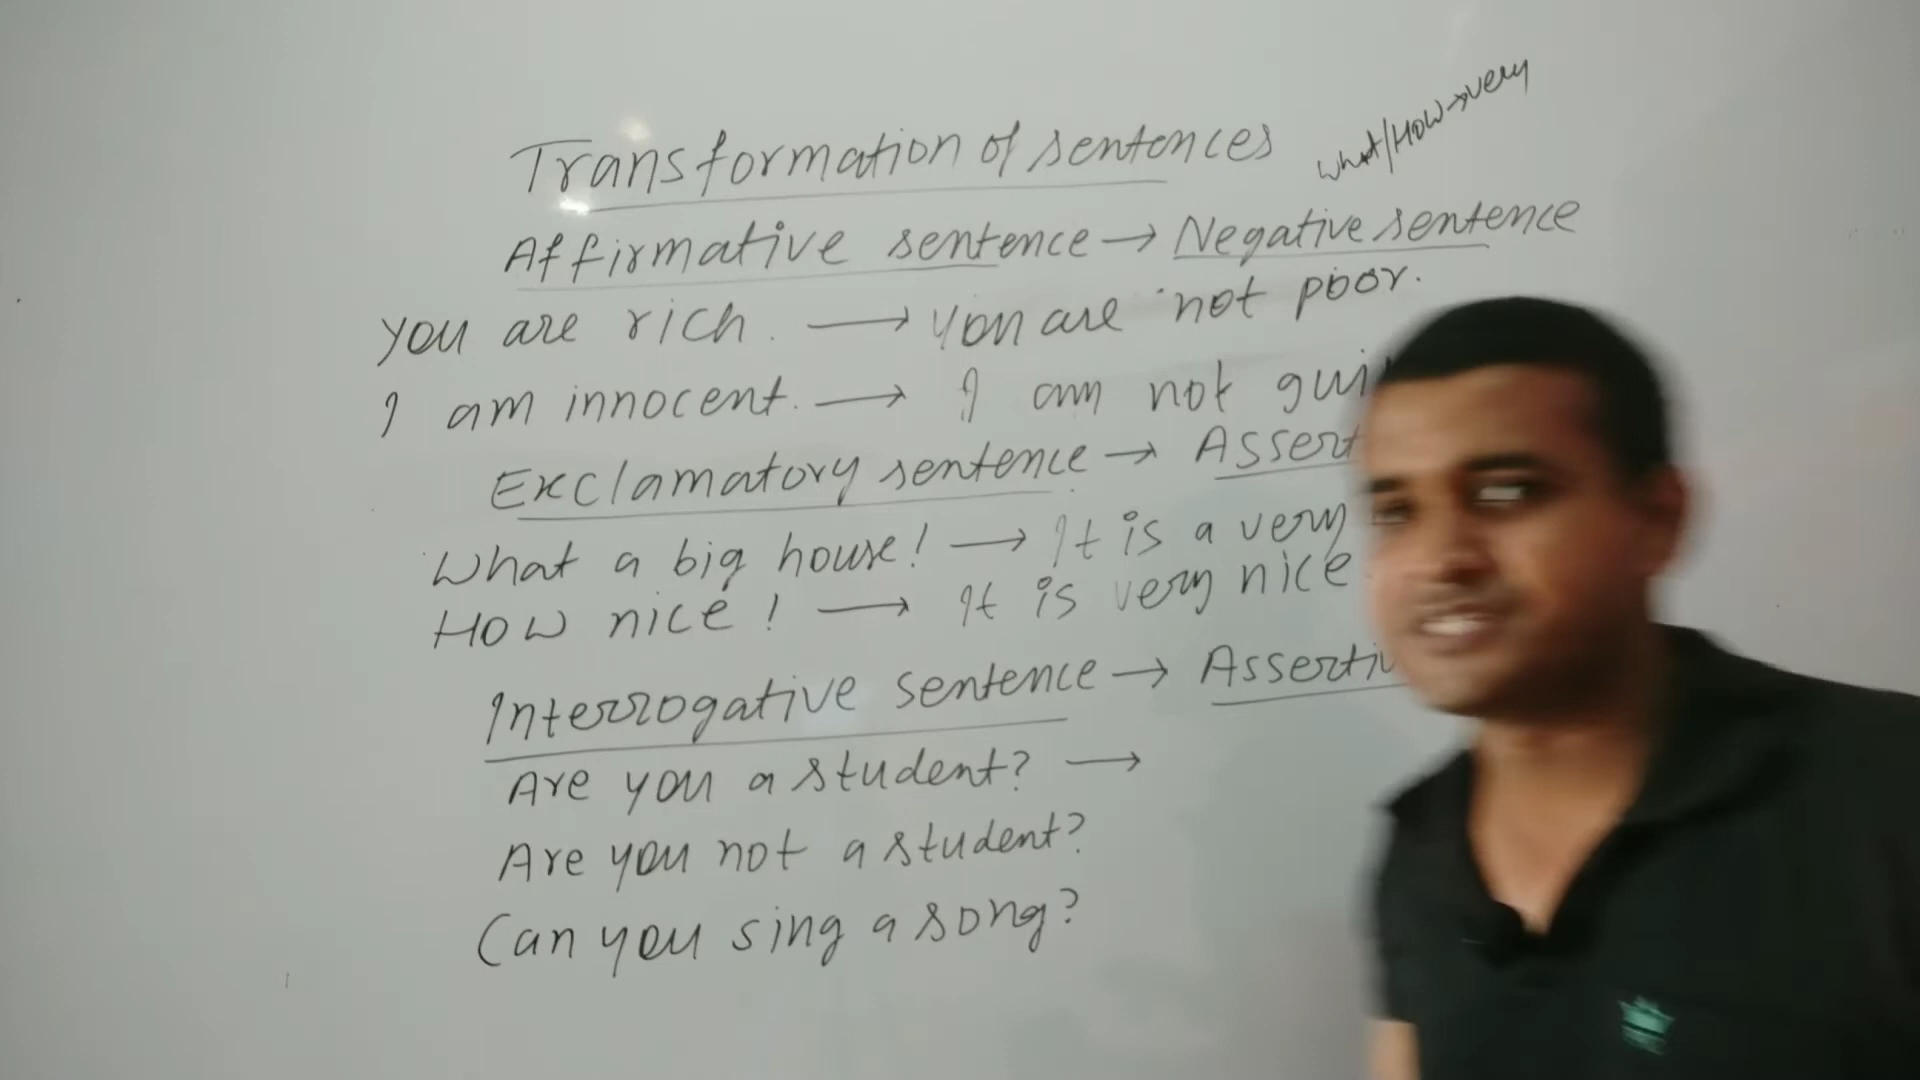 What/How→very
Transformation of sentences
Affirmative sentence → Negative sentence
You are rich. → You are not poor.
I am innocent. → I am not
Exclamatory sentence →
What a big house! → It is a very
How nice! → It is very nice
Interrogative sentence →
Are you a student? →
Are you not a student?
Can you sing a song?